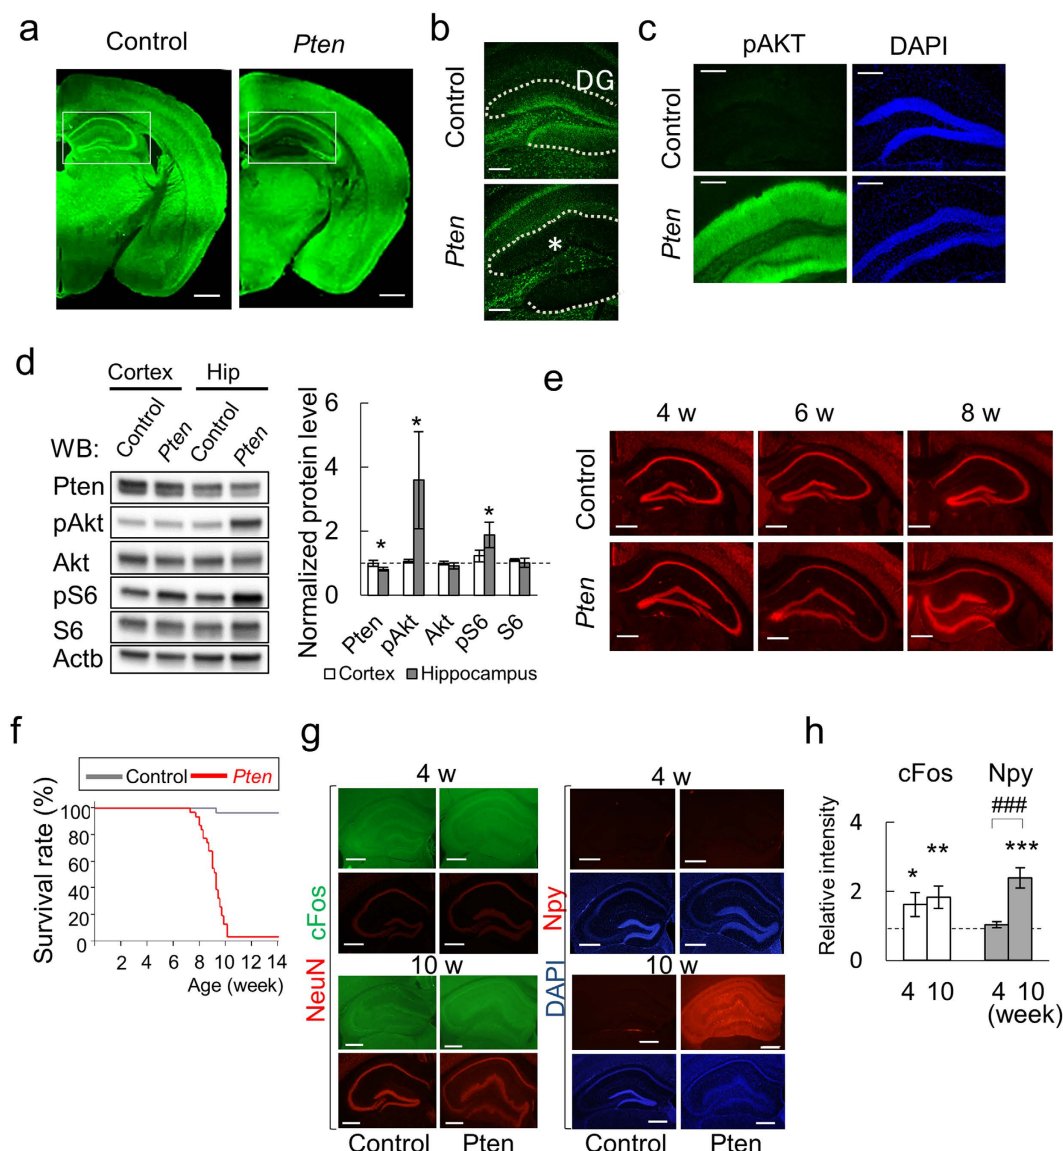 a
Control
Pten
b
Control
DG
Pten
*
c
pAKT
DAPI
Control
Pten
d
Cortex
Hip
WB:
Control
Pten
Control
Pten
Pten
pAkt
Akt
pS6
S6
Actb
Normalized protein level
6
4
2
0
*
*
*
Pten
pAkt
Akt
pS6
S6
Cortex
Hippocampus
e
4 w
6 w
8 w
Control
Pten
f
Control
Pten
Survival rate (%)
100
80
60
40
20
0
2 4 6 8 10 12 14
Age (week)
g
4 w
4 w
cFos
NeuN
10 w
Npy
DAPI
10 w
Control
Pten
Control
Pten
h
cFos
Npy
###
Relative intensity
4
2
0
*
**
***
4 10
4 10
(week)